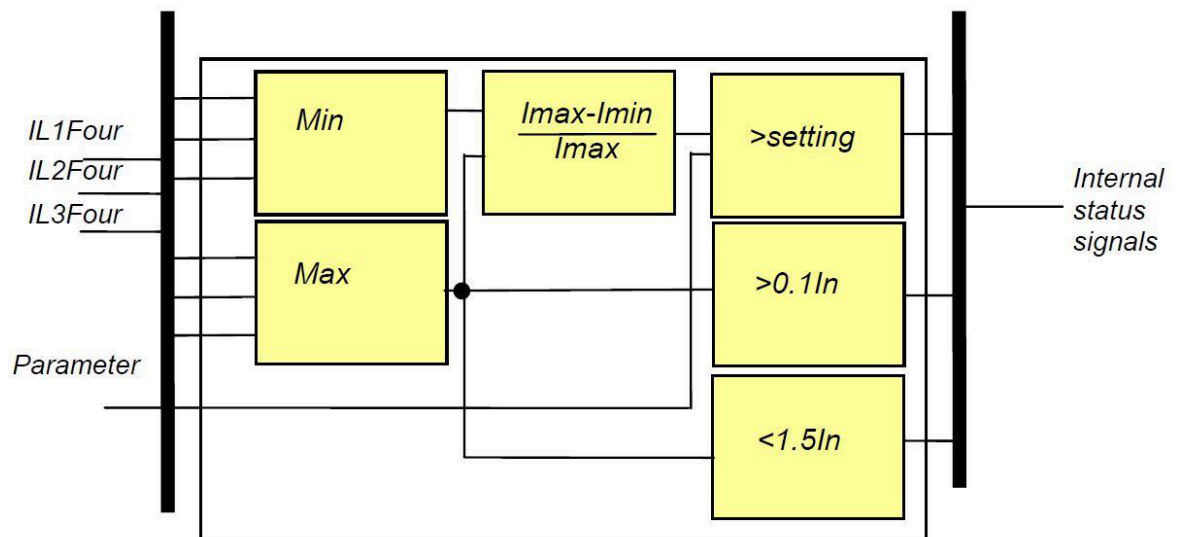 IL1Four
IL2Four
IL3Four
Parameter
Min
Max
Imax-Imin
Imax
>setting
>0.1In
<1.5In
Internal
status
signals